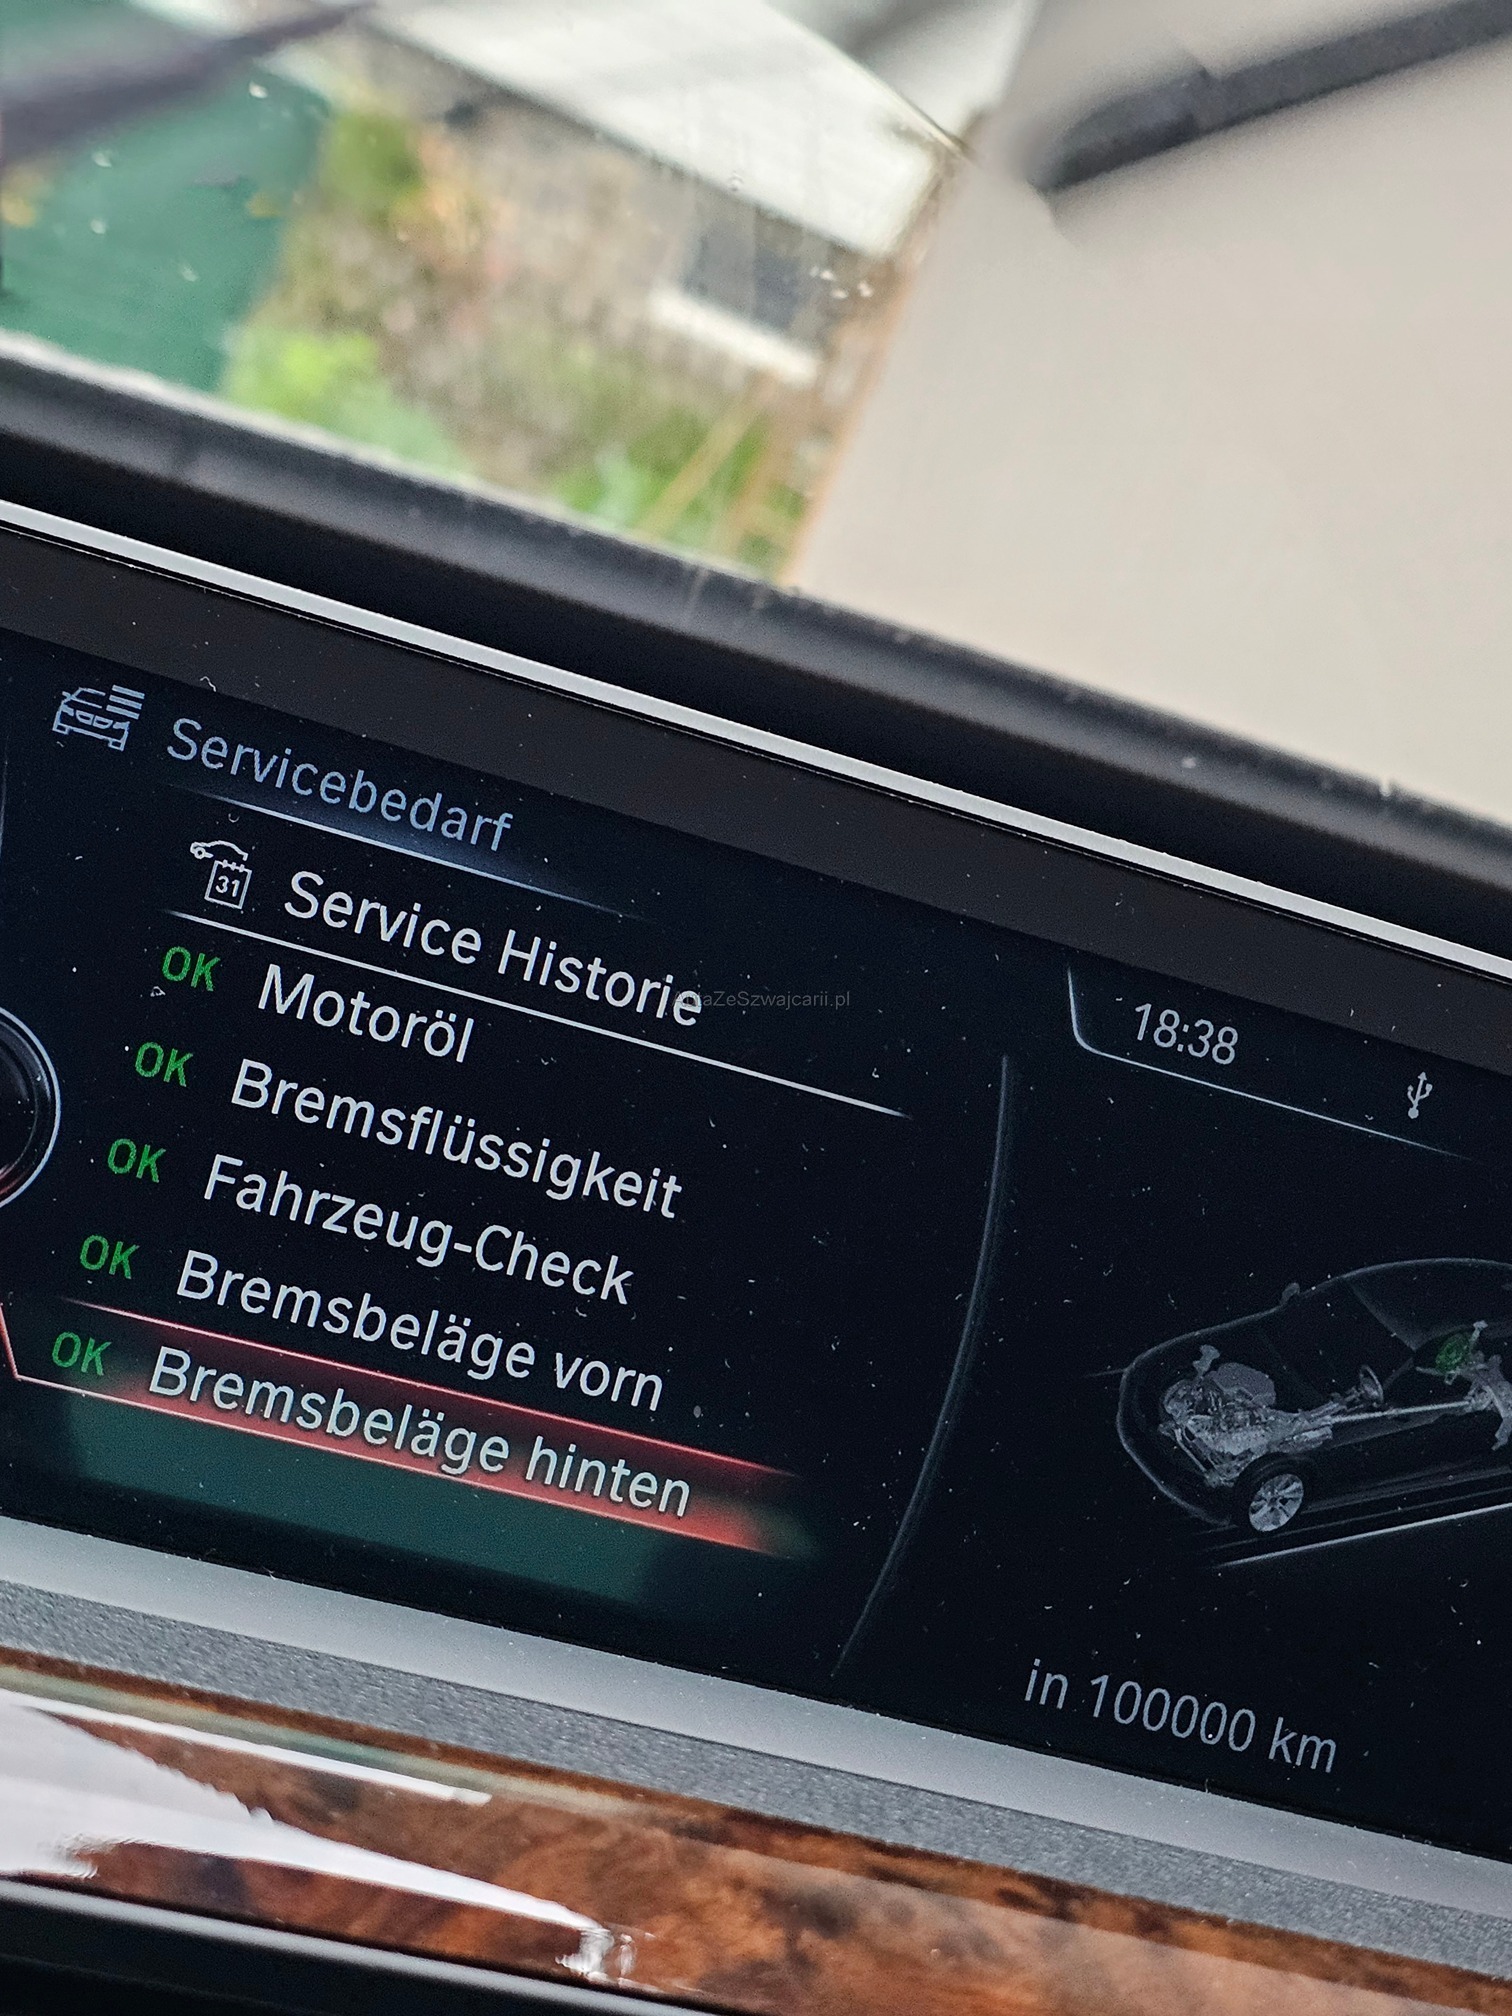 Servicebedarf
31
Service Historie
OK Motoröl
OK Bremsflüssigkeit
OK Fahrzeug-Check
OK Bremsbeläge vorn
OK Bremsbeläge hinten
18:38
in 100000 km